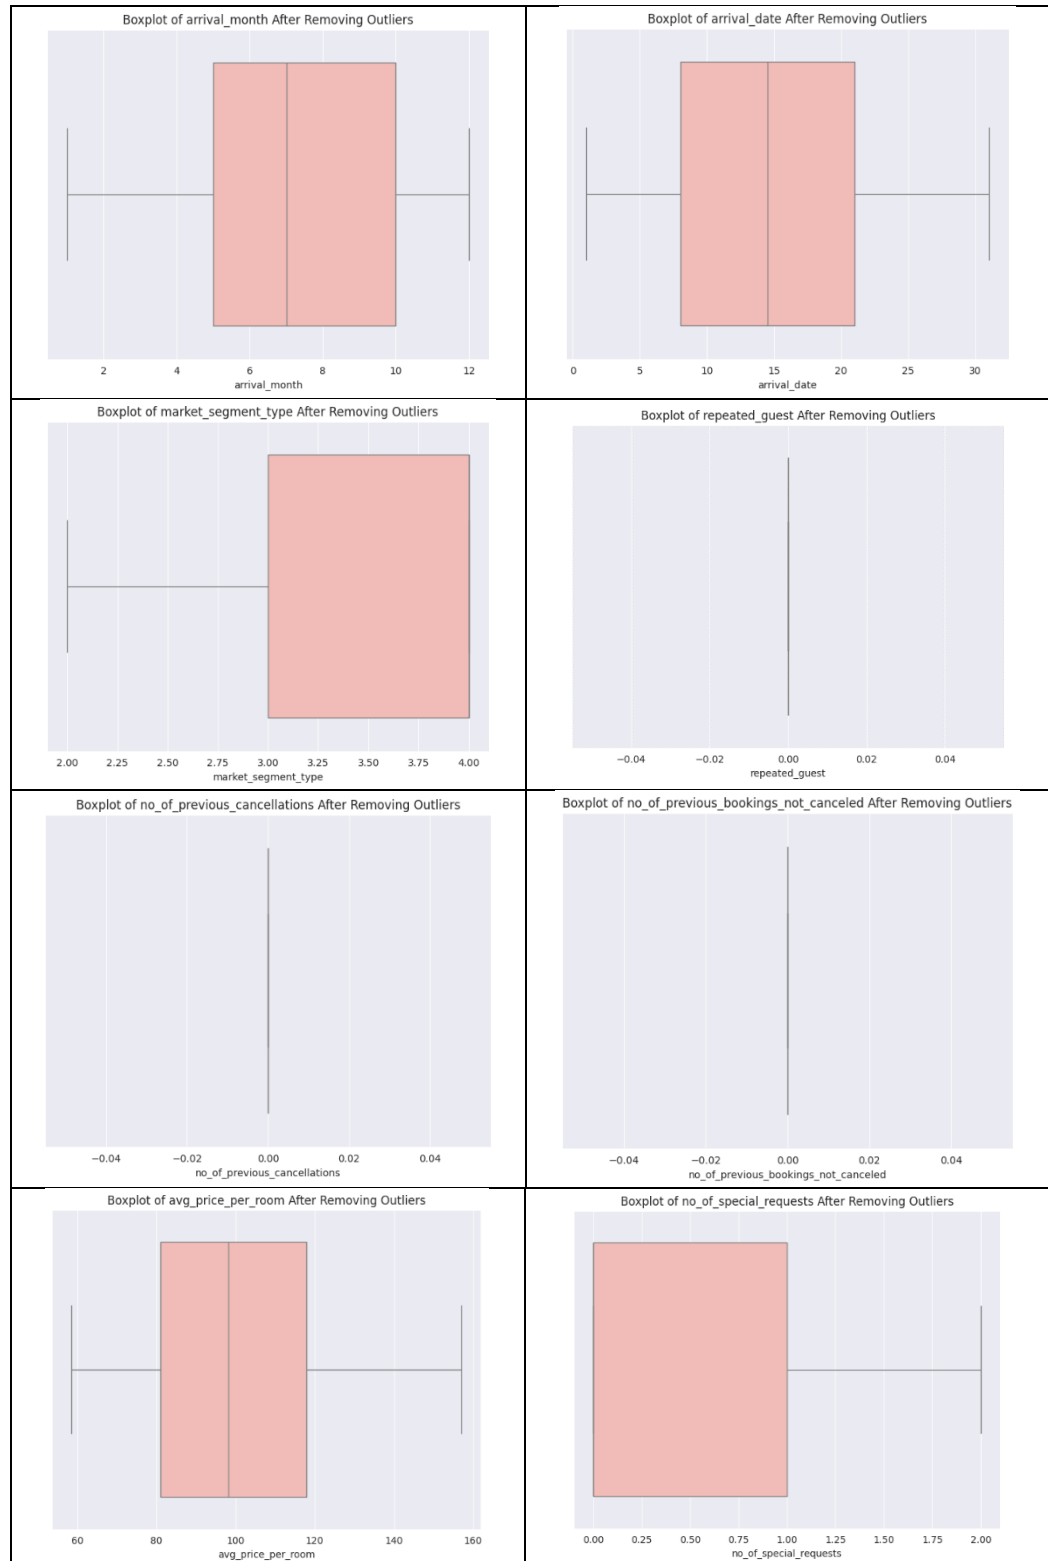 Boxplot of arrival_month After Removing Outliers
2 4 6 8 10 12
arrival_month
Boxplot of arrival_date After Removing Outliers
0 5 10 15 20 25 30
arrival_date
Boxplot of market_segment_type After Removing Outliers
2.00 2.25 2.50 2.75 3.00 3.25 3.50 3.75 4.00
market_segment_type
Boxplot of repeated_guest After Removing Outliers
−0.04 −0.02 0.00 0.02 0.04
repeated_guest
Boxplot of no_of_previous_cancellations After Removing Outliers
−0.04 −0.02 0.00 0.02 0.04
no_of_previous_cancellations
Boxplot of no_of_previous_bookings_not_canceled After Removing Outliers
−0.04 −0.02 0.00 0.02 0.04
no_of_previous_bookings_not_canceled
Boxplot of avg_price_per_room After Removing Outliers
60 80 100 120 140 160
avg_price_per_room
Boxplot of no_of_special_requests After Removing Outliers
0.00 0.25 0.50 0.75 1.00 1.25 1.50 1.75 2.00
no_of_special_requests